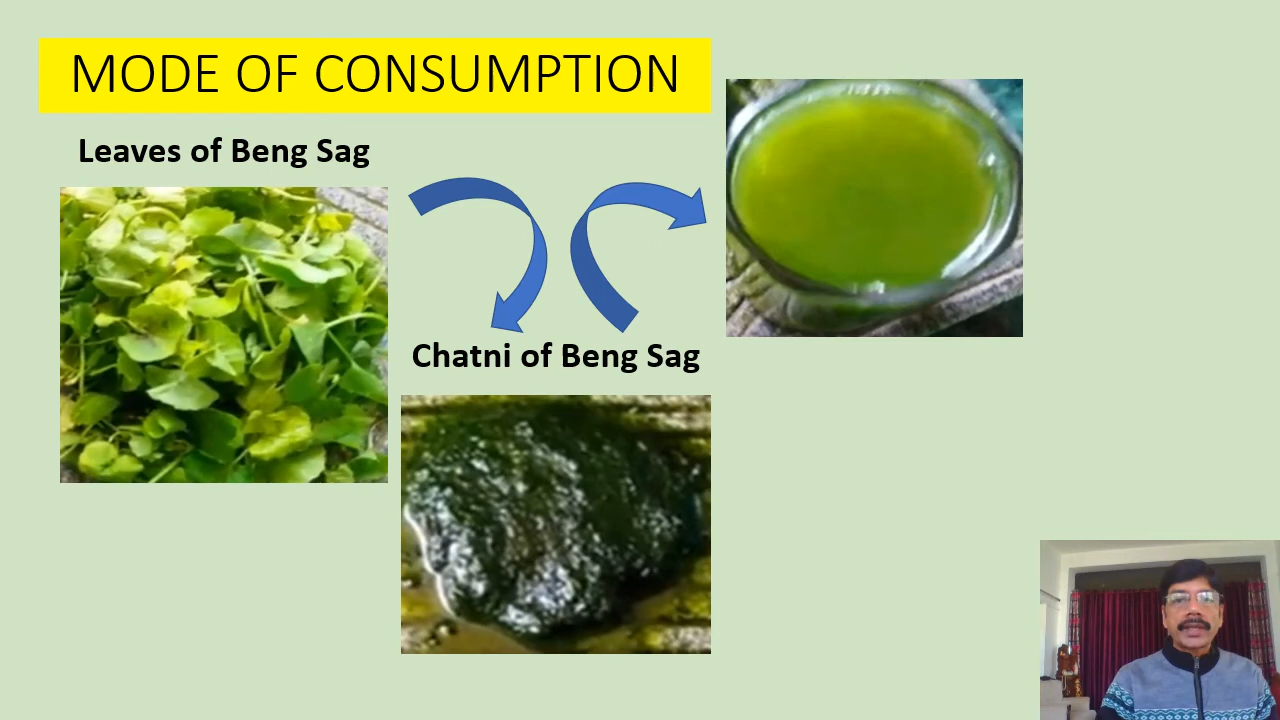 MODE OF CONSUMPTION
Leaves of Beng Sag
Chatni of Beng Sag